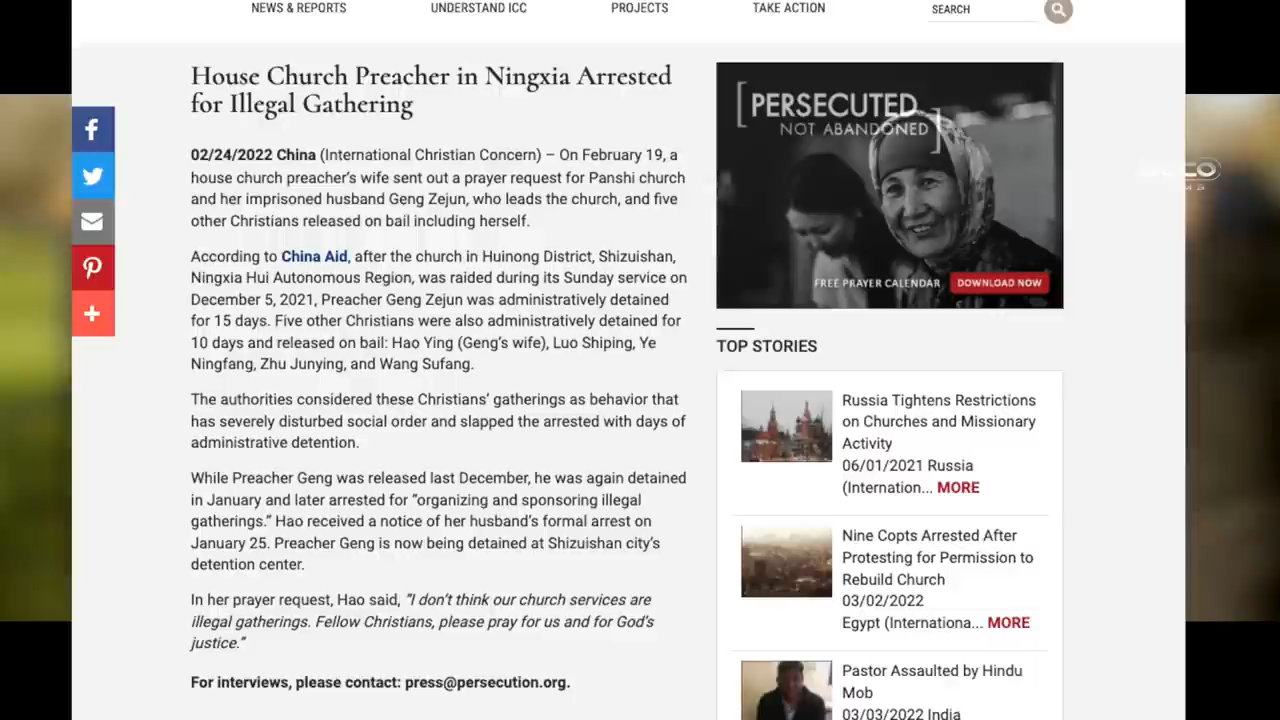 NEWS & REPORTS
UNDERSTAND ICC
PROJECTS
TAKE ACTION
SEARCH
House Church Preacher in Ningxia Arrested
for Illegal Gathering
02/24/2022 China (International Christian Concern) – On February 19, a
house church preacher's wife sent out a prayer request for Panshi church
and her imprisoned husband Geng Zejun, who leads the church, and five
other Christians released on bail including herself.
According to China Aid, after the church in Huinong District, Shizuishan,
Ningxia Hui Autonomous Region, was raided during its Sunday service on
December 5, 2021, Preacher Geng Zejun was administratively detained
for 15 days. Five other Christians were also administratively detained for
10 days and released on bail: Hao Ying (Geng's wife), Luo Shiping, Ye
Ningfang, Zhu Junying, and Wang Sufang.
The authorities considered these Christians' gatherings as behavior that
has severely disturbed social order and slapped the arrested with days of
administrative detention.
While Preacher Geng was released last December, he was again detained
in January and later arrested for "organizing and sponsoring illegal
gatherings." Hao received a notice of her husband's formal arrest on
January 25. Preacher Geng is now being detained at Shizuishan city's
detention center.
In her prayer request, Hao said, "I don't think our church services are
illegal gatherings. Fellow Christians, please pray for us and for God's
justice."
For interviews, please contact: press@persecution.org.
[PERSECUTED
NOT ABANDONED]
FREE PRAYER CALENDAR
DOWNLOAD NOW
TOP STORIES
Russia Tightens Restrictions
on Churches and Missionary
Activity
06/01/2021 Russia
(Internation... MORE
Nine Copts Arrested After
Protesting for Permission to
Rebuild Church
03/02/2022
Egypt (Internationa... MORE
Pastor Assaulted by Hindu
Mob
03/03/2022 India